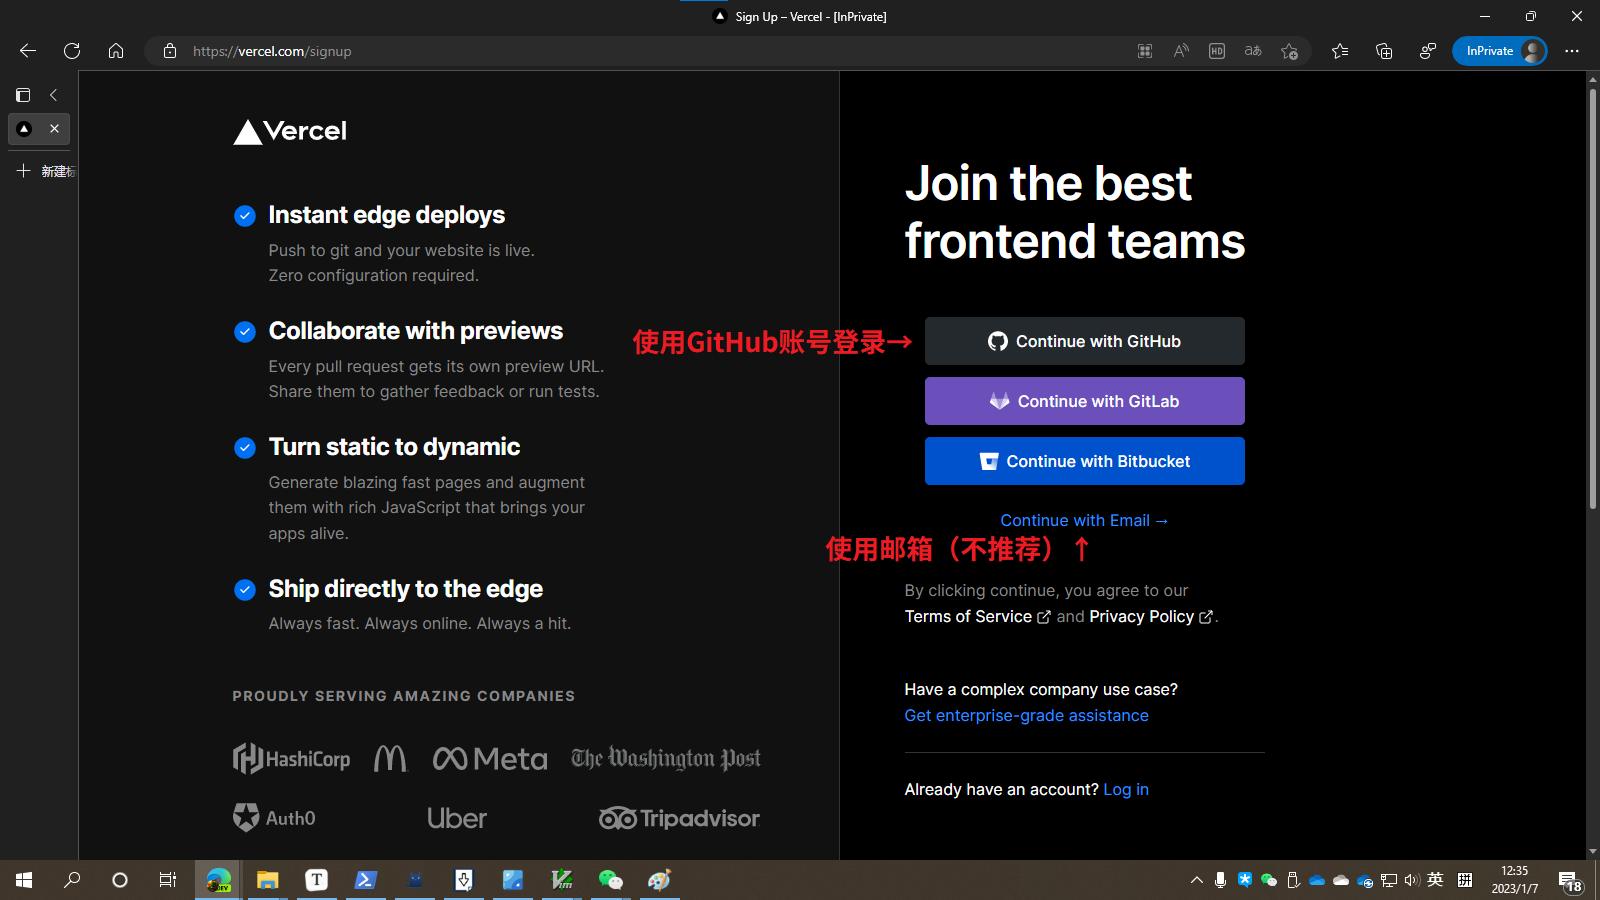 Sign Up – Vercel - [InPrivate]
https://vercel.com/signup
HD
aあ
InPrivate
新建标
Vercel
Instant edge deploys
Push to git and your website is live.
Zero configuration required.
Collaborate with previews
Every pull request gets its own preview URL.
Share them to gather feedback or run tests.
Turn static to dynamic
Generate blazing fast pages and augment
them with rich JavaScript that brings your
apps alive.
Ship directly to the edge
Always fast. Always online. Always a hit.
PROUDLY SERVING AMAZING COMPANIES
HashiCorp
Meta
The Washington Post
Auth0
Uber
Tripadvisor
Join the best
frontend teams
使用GitHub账号登录→
Continue with GitHub
Continue with GitLab
Continue with Bitbucket
Continue with Email →
使用邮箱（不推荐）↑
By clicking continue, you agree to our
Terms of Service and Privacy Policy.
Have a complex company use case?
Get enterprise-grade assistance
Already have an account? Log in
英
拼
12:35
2023/1/7
18